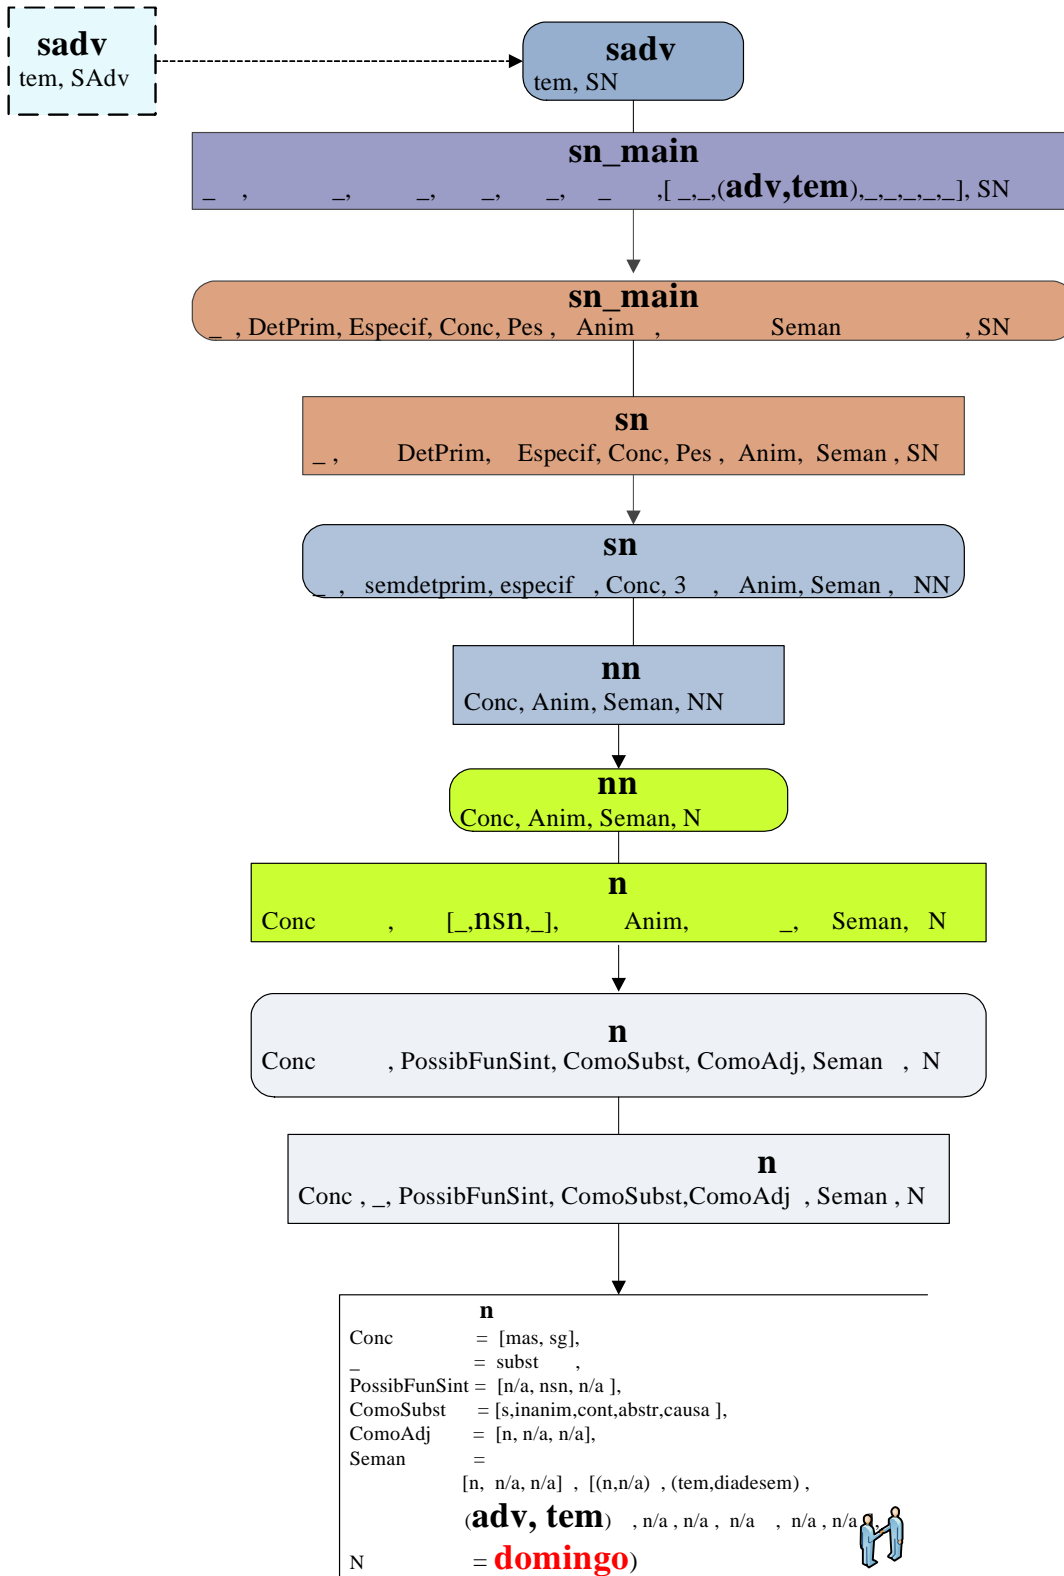 sadv
tem, SAdv
sadv
tem, SN
sn_main
_ , _, _, _, _, _ ,[ _,_,(adv,tem),_,_,_,_,_], SN
sn_main
_ , DetPrim, Especif, Conc, Pes , Anim , Seman , SN
sn
_ , DetPrim, Especif, Conc, Pes , Anim, Seman , SN
sn
_ , semdetprim, especif , Conc, 3 , Anim, Seman , NN
nn
Conc, Anim, Seman, NN
nn
Conc, Anim, Seman, N
n
Conc , [_,nsn,_], Anim, _, Seman, N
n
Conc , PossibFunSint, ComoSubst, ComoAdj, Seman , N
n
Conc , _, PossibFunSint, ComoSubst,ComoAdj , Seman , N
n
Conc = [mas, sg],
_ = subst ,
PossibFunSint = [n/a, nsn, n/a ],
ComoSubst = [s,inanim,cont,abstr,causa ],
ComoAdj = [n, n/a, n/a],
Seman =
[n, n/a, n/a] , [(n,n/a) , (tem,diadesem) ,
(adv, tem) , n/a , n/a , n/a , n/a , n/a
N = domingo)